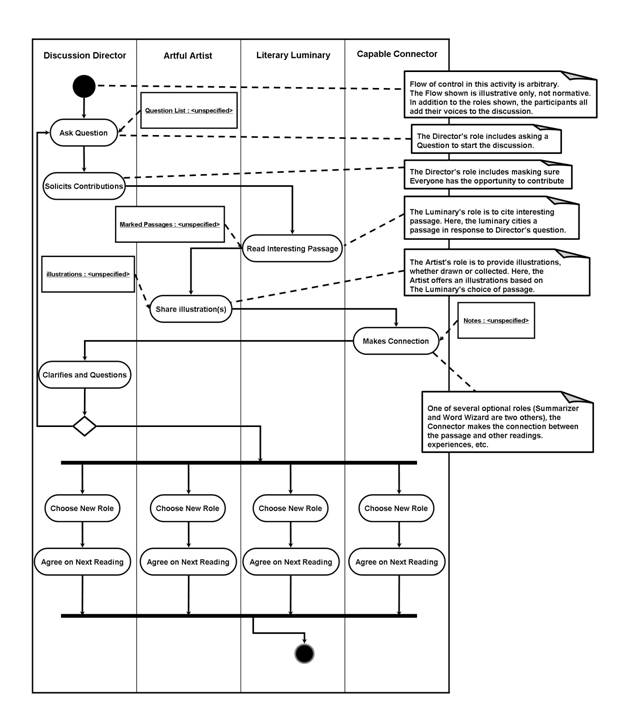 Discussion Director
Artful Artist
Literary Luminary
Capable Connector
Flow of control in this activity is arbitrary.
The Flow shown is illustrative only, not normative.
In addition to the roles shown, the participants all
add their voices to the discussion.
Question List : <unspecified>
Ask Question
The Director's role includes asking a
Question to start the discussion.
Solicits Contributions
The Director's role includes masking sure
Everyone has the opportunity to contribute
Marked Passages : <unspecified>
The Luminary's role is to cite interesting
passage. Here, the luminary cities a
passage in response to Director's question.
Read Interesting Passage
illustrations : <unspecified>
The Artist's role is to provide illustrations,
whether drawn or collected. Here, the
Artist offers an illustrations based on
The Luminary's choice of passage.
Share illustration(s)
Notes : <unspecified>
Makes Connection
Clarifies and Questions
One of several optional roles (Summarizer
and Word Wizard are two others), the
Connector makes the connection between
the passage and other readings.
experiences, etc.
Choose New Role
Choose New Role
Choose New Role
Choose New Role
Agree on Next Reading
Agree on Next Reading
Agree on Next Reading
Agree on Next Reading